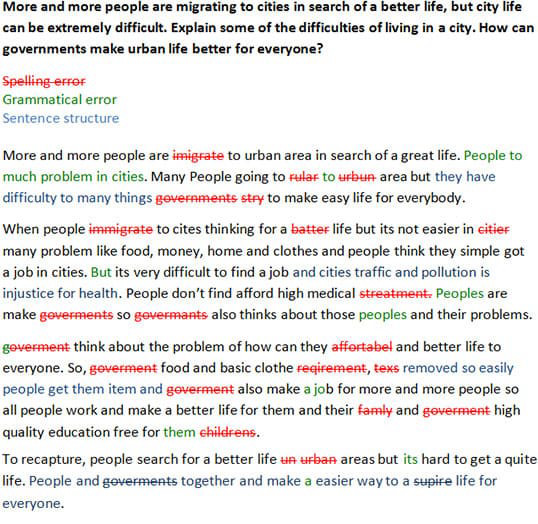 More and more people are migrating to cities in search of a better life, but city life
can be extremely difficult. Explain some of the difficulties of living in a city. How can
governments make urban life better for everyone?
Spelling error
Grammatical error
Sentence structure
More and more people are imigrate to urban area in search of a great life. People to
much problem in cities. Many People going to rular to urbun area but they have
difficulty to many things governments stry to make easy life for everybody.
When people immigrate to cites thinking for a batter life but its not easier in citier
many problem like food, money, home and clothes and people think they simple got
a job in cities. But its very difficult to find a job and cities traffic and pollution is
injustice for health. People don't find afford high medical streatment. Peoples are
make goverments so govermants also thinks about those peoples and their problems.
goverment think about the problem of how can they affortabel and better life to
everyone. So, goverment food and basic clothe reqirement, texs removed so easily
people get them item and goverment also make a job for more and more people so
all people work and make a better life for them and their famly and goverment high
quality education free for them childrens.
To recapture, people search for a better life un urban areas but its hard to get a quite
life. People and goverments together and make a easier way to a supire life for
everyone.